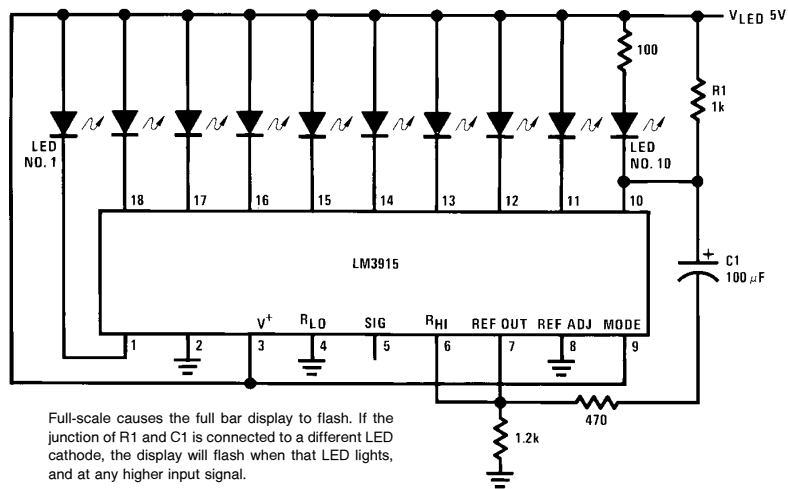 V_LED 5V
100
R1
1k
LED
NO. 1
LED
NO. 10
18 17 16 15 14 13 12 11 10
LM3915
C1
100 μF
V+ R_LO SIG R_HI REF OUT REF ADJ MODE
1 2 3 4 5 6 7 8 9
470
1.2k
Full-scale causes the full bar display to flash. If the
junction of R1 and C1 is connected to a different LED
cathode, the display will flash when that LED lights,
and at any higher input signal.